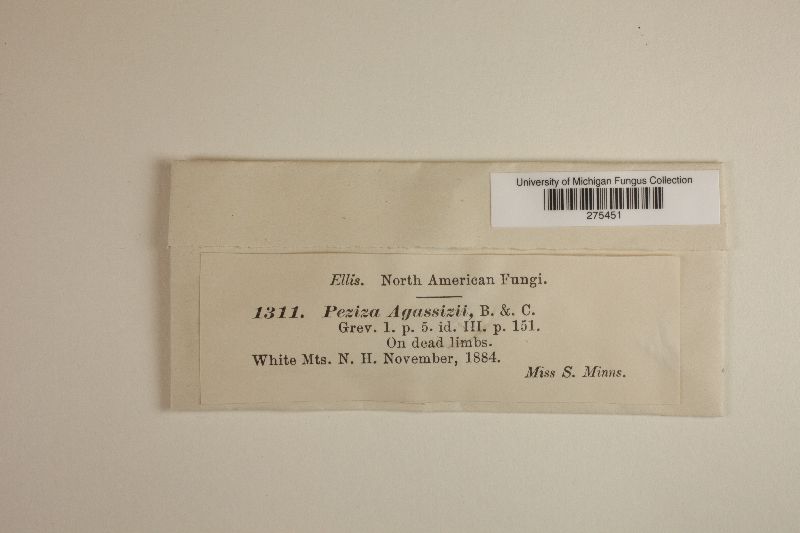 University of Michigan Fungus Collection
275451
Ellis. North American Fungi.
1311. Peziza Agassizii, B. &. C.
Grev. 1. p. 5. id. III. p. 151.
On dead limbs.
White Mts. N. H. November, 1884.
Miss S. Minns.